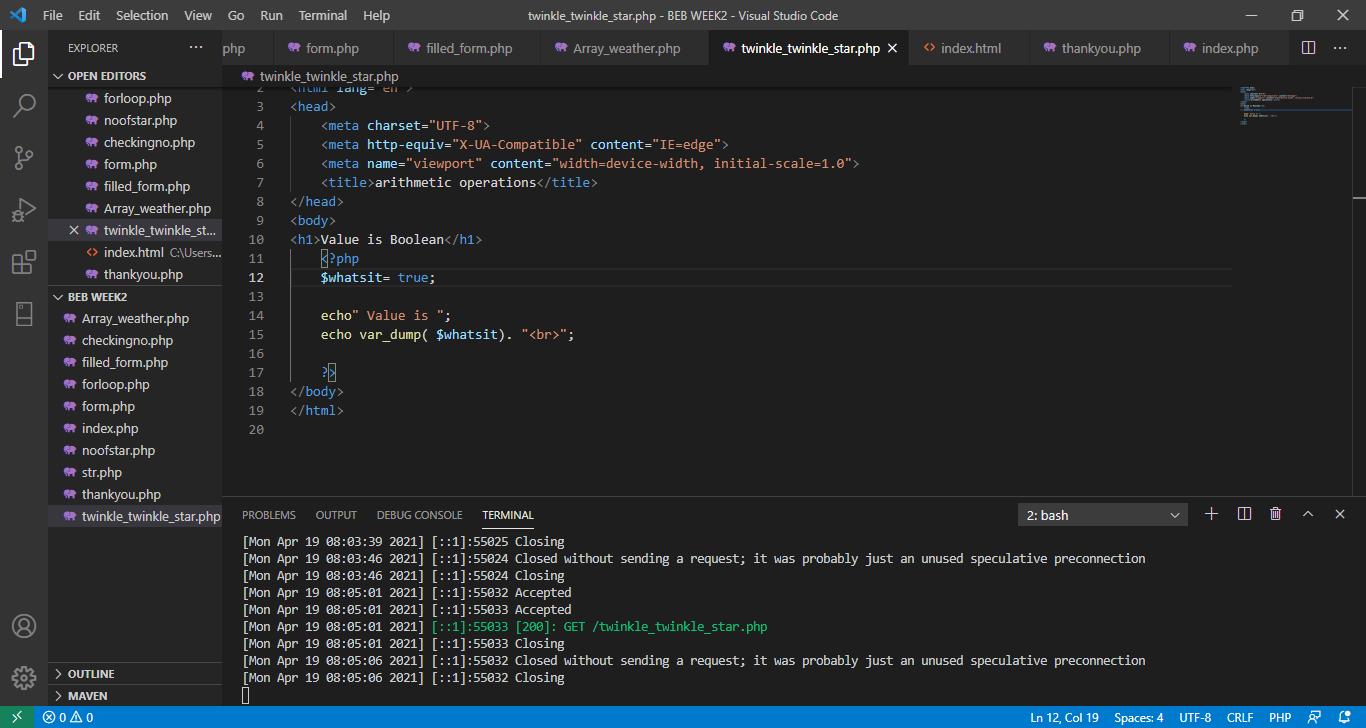 File Edit Selection View Go Run Terminal Help twinkle_twinkle_star.php - BEB WEEK2 - Visual Studio Code
EXPLORER
OPEN EDITORS
forloop.php
noofstar.php
checkingno.php
form.php
filled_form.php
Array_weather.php
twinkle_twinkle_st...
index.html C:\Users...
thankyou.php
BEB WEEK2
Array_weather.php
checkingno.php
filled_form.php
forloop.php
form.php
index.php
noofstar.php
str.php
thankyou.php
twinkle_twinkle_star.php
OUTLINE
MAVEN
php form.php filled_form.php Array_weather.php twinkle_twinkle_star.php index.html thankyou.php index.php
twinkle_twinkle_star.php
2 <html lang="en">
3 <head>
4 <meta charset="UTF-8">
5 <meta http-equiv="X-UA-Compatible" content="IE=edge">
6 <meta name="viewport" content="width=device-width, initial-scale=1.0">
7 <title>arithmetic operations</title>
8 </head>
9 <body>
10 <h1>Value is Boolean</h1>
11 <?php
12 $whatsit= true;
13
14 echo" Value is ";
15 echo var_dump( $whatsit). "<br>";
16
17 ?>
18 </body>
19 </html>
20
PROBLEMS OUTPUT DEBUG CONSOLE TERMINAL 2: bash
[Mon Apr 19 08:03:39 2021] [::1]:55025 Closing
[Mon Apr 19 08:03:46 2021] [::1]:55024 Closed without sending a request; it was probably just an unused speculative preconnection
[Mon Apr 19 08:03:46 2021] [::1]:55024 Closing
[Mon Apr 19 08:05:01 2021] [::1]:55032 Accepted
[Mon Apr 19 08:05:01 2021] [::1]:55033 Accepted
[Mon Apr 19 08:05:01 2021] [::1]:55033 [200]: GET /twinkle_twinkle_star.php
[Mon Apr 19 08:05:01 2021] [::1]:55033 Closing
[Mon Apr 19 08:05:06 2021] [::1]:55032 Closed without sending a request; it was probably just an unused speculative preconnection
[Mon Apr 19 08:05:06 2021] [::1]:55032 Closing
0 0 Ln 12, Col 19 Spaces: 4 UTF-8 CRLF PHP